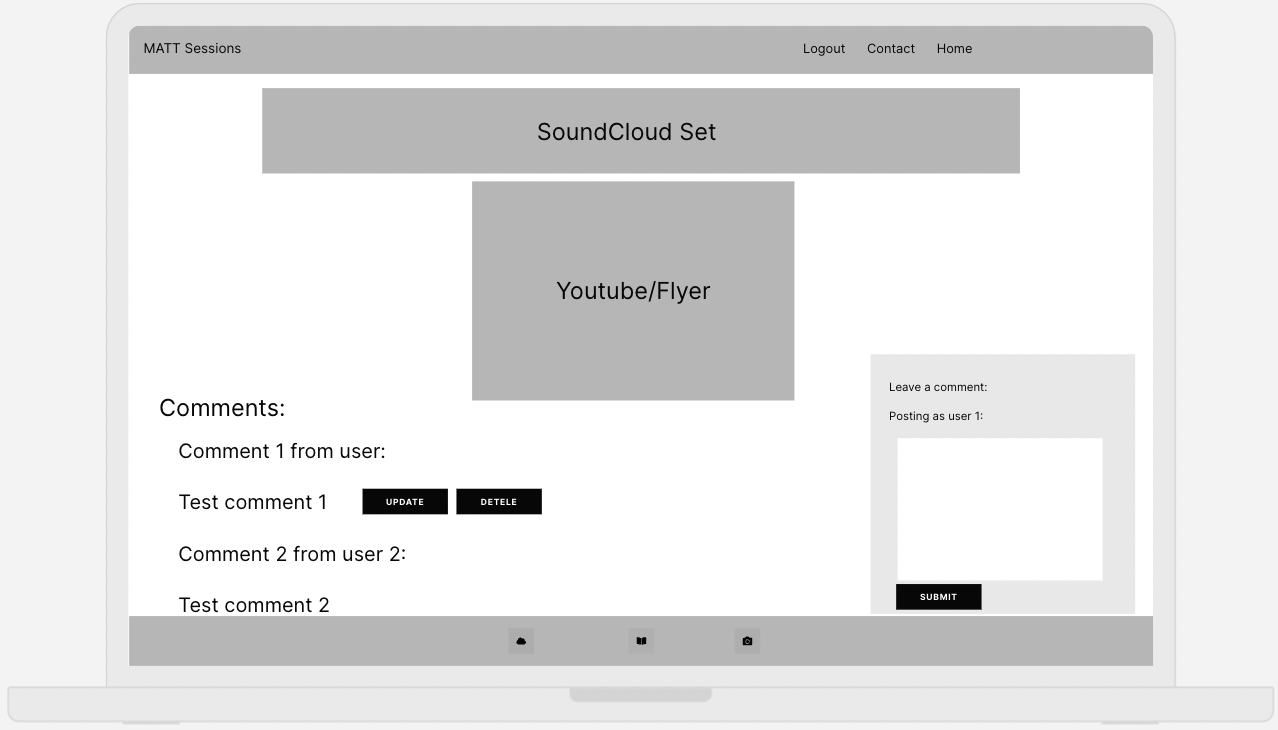 MATT Sessions
Logout Contact Home
SoundCloud Set
Youtube/Flyer
Comments:
Comment 1 from user:
Test comment 1
UPDATE DETELE
Comment 2 from user 2:
Test comment 2
Leave a comment:
Posting as user 1:
SUBMIT